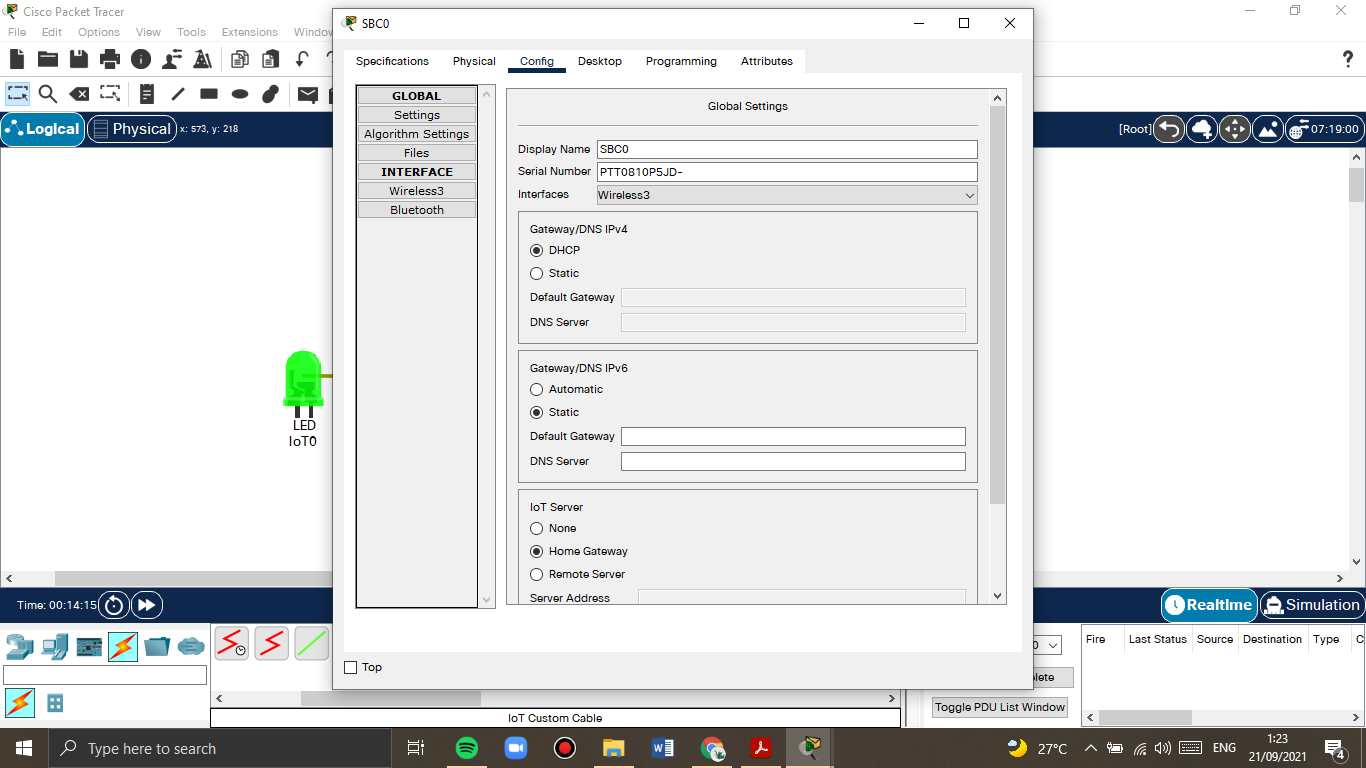 Cisco Packet Tracer
File Edit Options View Tools Extensions Window
SBC0
Specifications Physical Config Desktop Programming Attributes
GLOBAL
Settings
Algorithm Settings
Files
INTERFACE
Wireless3
Bluetooth
Global Settings
Display Name SBC0
Serial Number PTT0810P5JD-
Interfaces Wireless3
Gateway/DNS IPv4
DHCP
Static
Default Gateway
DNS Server
Gateway/DNS IPv6
Automatic
Static
Default Gateway
DNS Server
IoT Server
None
Home Gateway
Remote Server
Server Address
Top
Logical Physical x: 573, y: 218
[Root] 07:19:00
LED
IoT0
Time: 00:14:15
Realtime Simulation
Fire Last Status Source Destination Type C
0
lete
Toggle PDU List Window
IoT Custom Cable
Type here to search
27°C ENG
1:23
21/09/2021
4